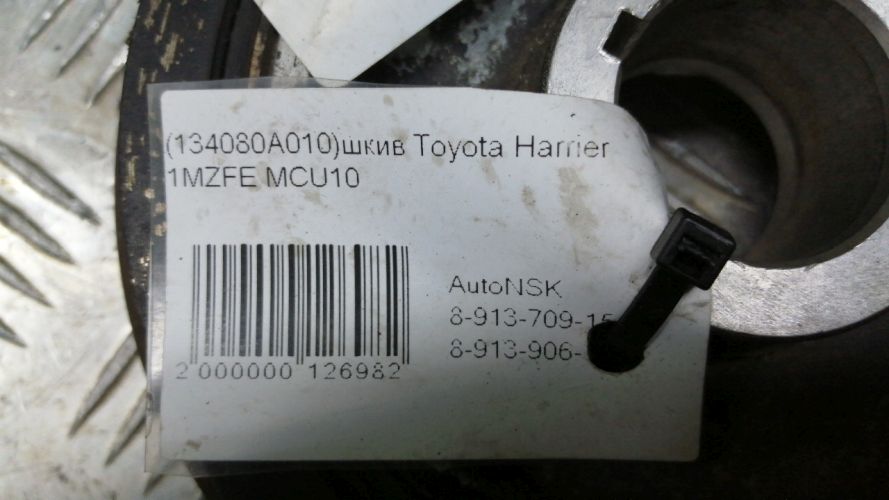 (134080A010)шкив Toyota Harrier
1MZFE MCU10
2 000000 126982
AutoNSK
8-913-709-15
8-913-906-